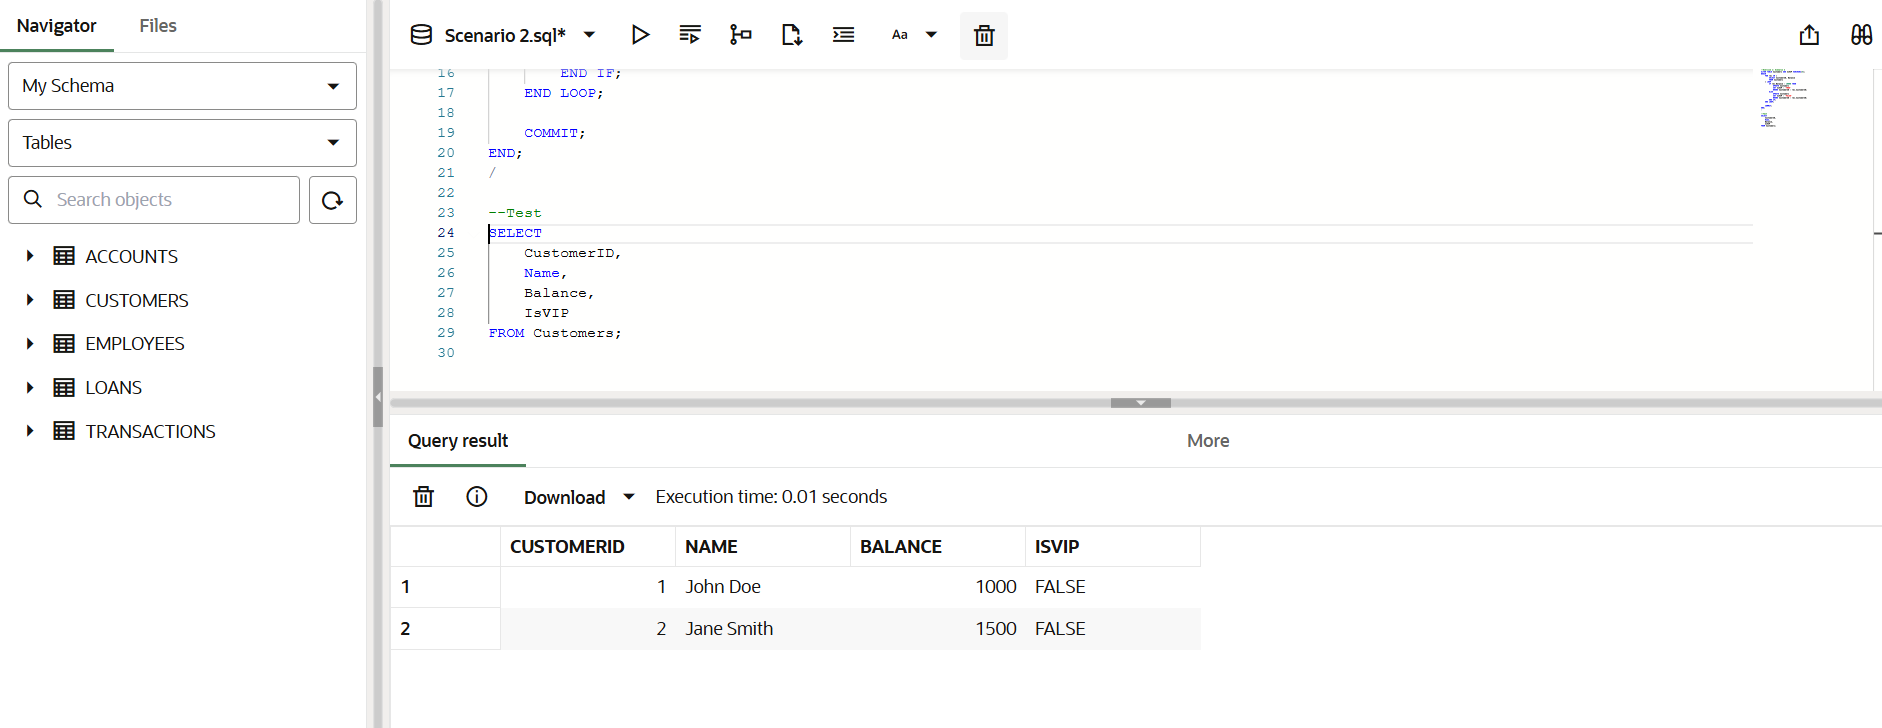 Navigator
Files
My Schema
Tables
Search objects
ACCOUNTS
CUSTOMERS
EMPLOYEES
LOANS
TRANSACTIONS
Scenario 2.sql*
Aa
16 END IF;
17 END LOOP;
18
19 COMMIT;
20 END;
21 /
22
23 --Test
24 SELECT
25 CustomerID,
26 Name,
27 Balance,
28 IsVIP
29 FROM Customers;
30
Query result
More
Download
Execution time: 0.01 seconds
CUSTOMERID NAME BALANCE ISVIP
1 1 John Doe 1000 FALSE
2 2 Jane Smith 1500 FALSE